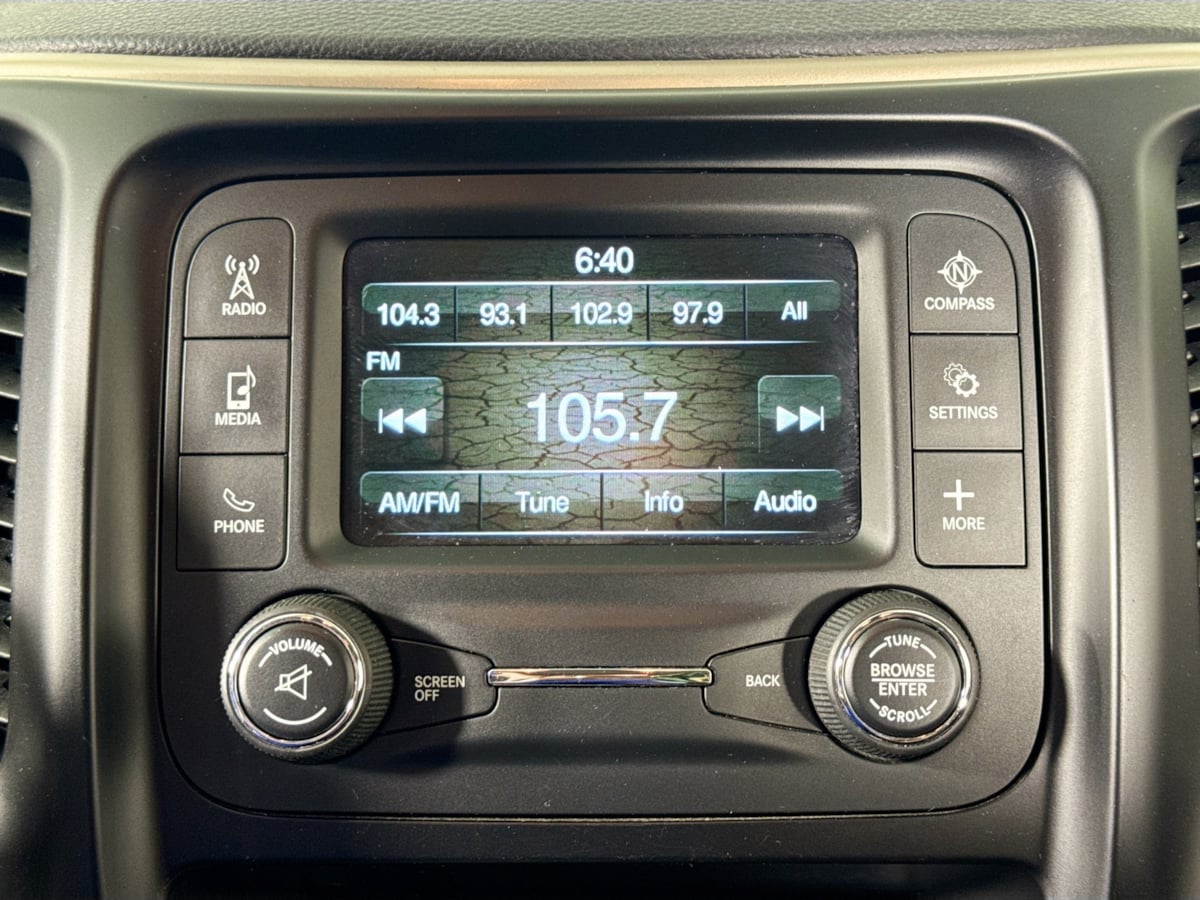 6:40
104.3 93.1 102.9 97.9 All
FM
105.7
AM/FM Tune Info Audio
RADIO
MEDIA
PHONE
N
COMPASS
SETTINGS
MORE
VOLUME
SCREEN
OFF
BACK
TUNE
BROWSE
ENTER
SCROLL